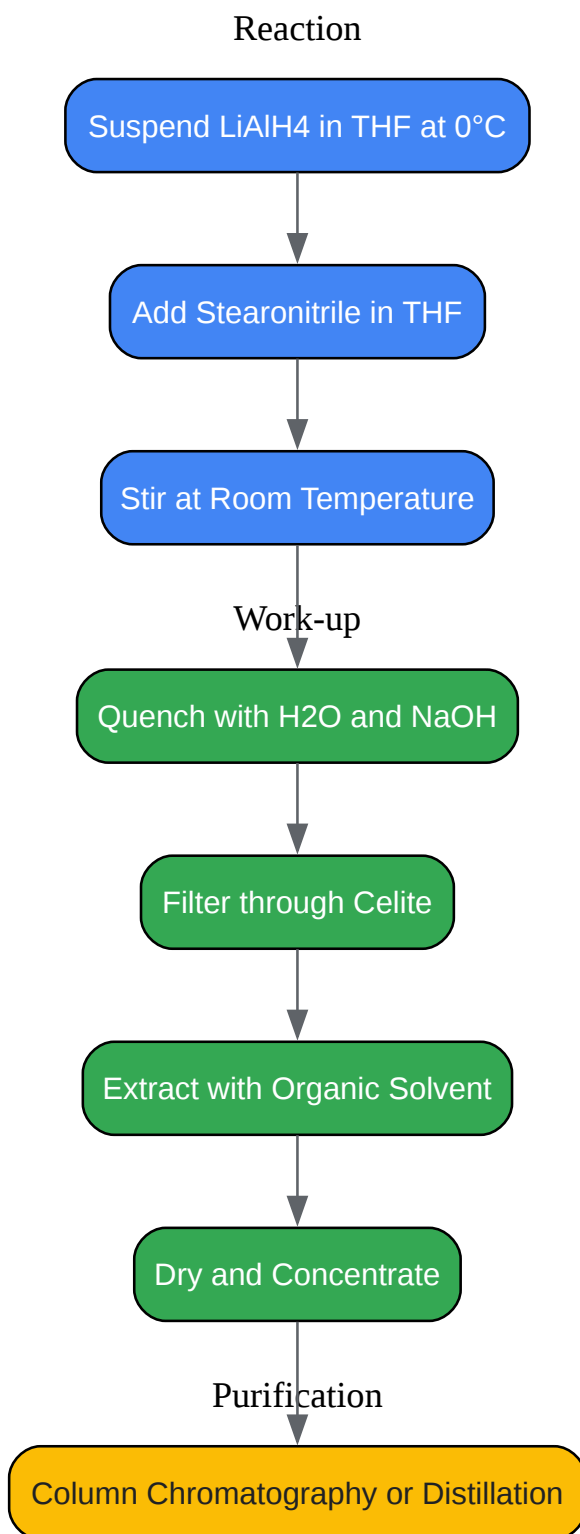 Reaction
Suspend LiAlH4 in THF at 0°C
Add Stearonitrile in THF
Stir at Room Temperature
Work-up
Quench with H2O and NaOH
Filter through Celite
Extract with Organic Solvent
Dry and Concentrate
Purification
Column Chromatography or Distillation